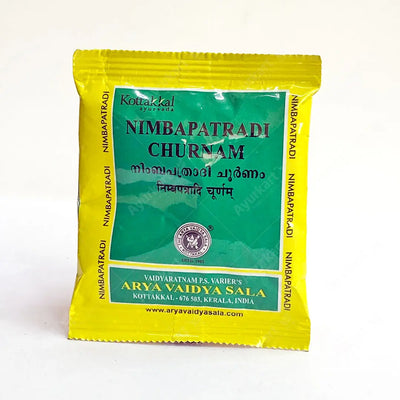 Kottakkal
ayurveda
NIMBAPATRADI
CHURNAM
നിംബപത്രാദി ചൂർണം
निम्बपत्रादि चूर्णम्
VAIDYARATNAM P.S. VARIER'S
ARYA VAIDYA SALA
KOTTAKKAL - 676 503, KERALA, INDIA
www.aryavaidyasala.com
NIMBAPATRADI
NIMBAPATRADI
NIMBAPATRADI
NIMBAPATRADI